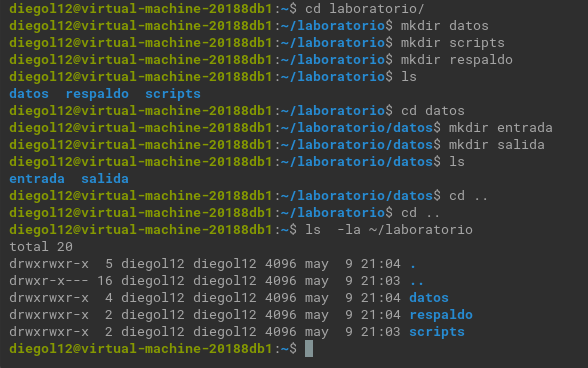 diegol12@virtual-machine-20188db1:~$ cd laboratorio/
diegol12@virtual-machine-20188db1:~/laboratorio$ mkdir datos
diegol12@virtual-machine-20188db1:~/laboratorio$ mkdir scripts
diegol12@virtual-machine-20188db1:~/laboratorio$ mkdir respaldo
diegol12@virtual-machine-20188db1:~/laboratorio$ ls
datos  respaldo  scripts
diegol12@virtual-machine-20188db1:~/laboratorio$ cd datos
diegol12@virtual-machine-20188db1:~/laboratorio/datos$ mkdir entrada
diegol12@virtual-machine-20188db1:~/laboratorio/datos$ mkdir salida
diegol12@virtual-machine-20188db1:~/laboratorio/datos$ ls
entrada  salida
diegol12@virtual-machine-20188db1:~/laboratorio/datos$ cd ..
diegol12@virtual-machine-20188db1:~/laboratorio$ cd ..
diegol12@virtual-machine-20188db1:~$ ls  -la ~/laboratorio
total 20
drwxrwxr-x  5 diegol12 diegol12 4096 may  9 21:04 .
drwxr-x--- 16 diegol12 diegol12 4096 may  9 21:03 ..
drwxrwxr-x  4 diegol12 diegol12 4096 may  9 21:04 datos
drwxrwxr-x  2 diegol12 diegol12 4096 may  9 21:04 respaldo
drwxrwxr-x  2 diegol12 diegol12 4096 may  9 21:03 scripts
diegol12@virtual-machine-20188db1:~$